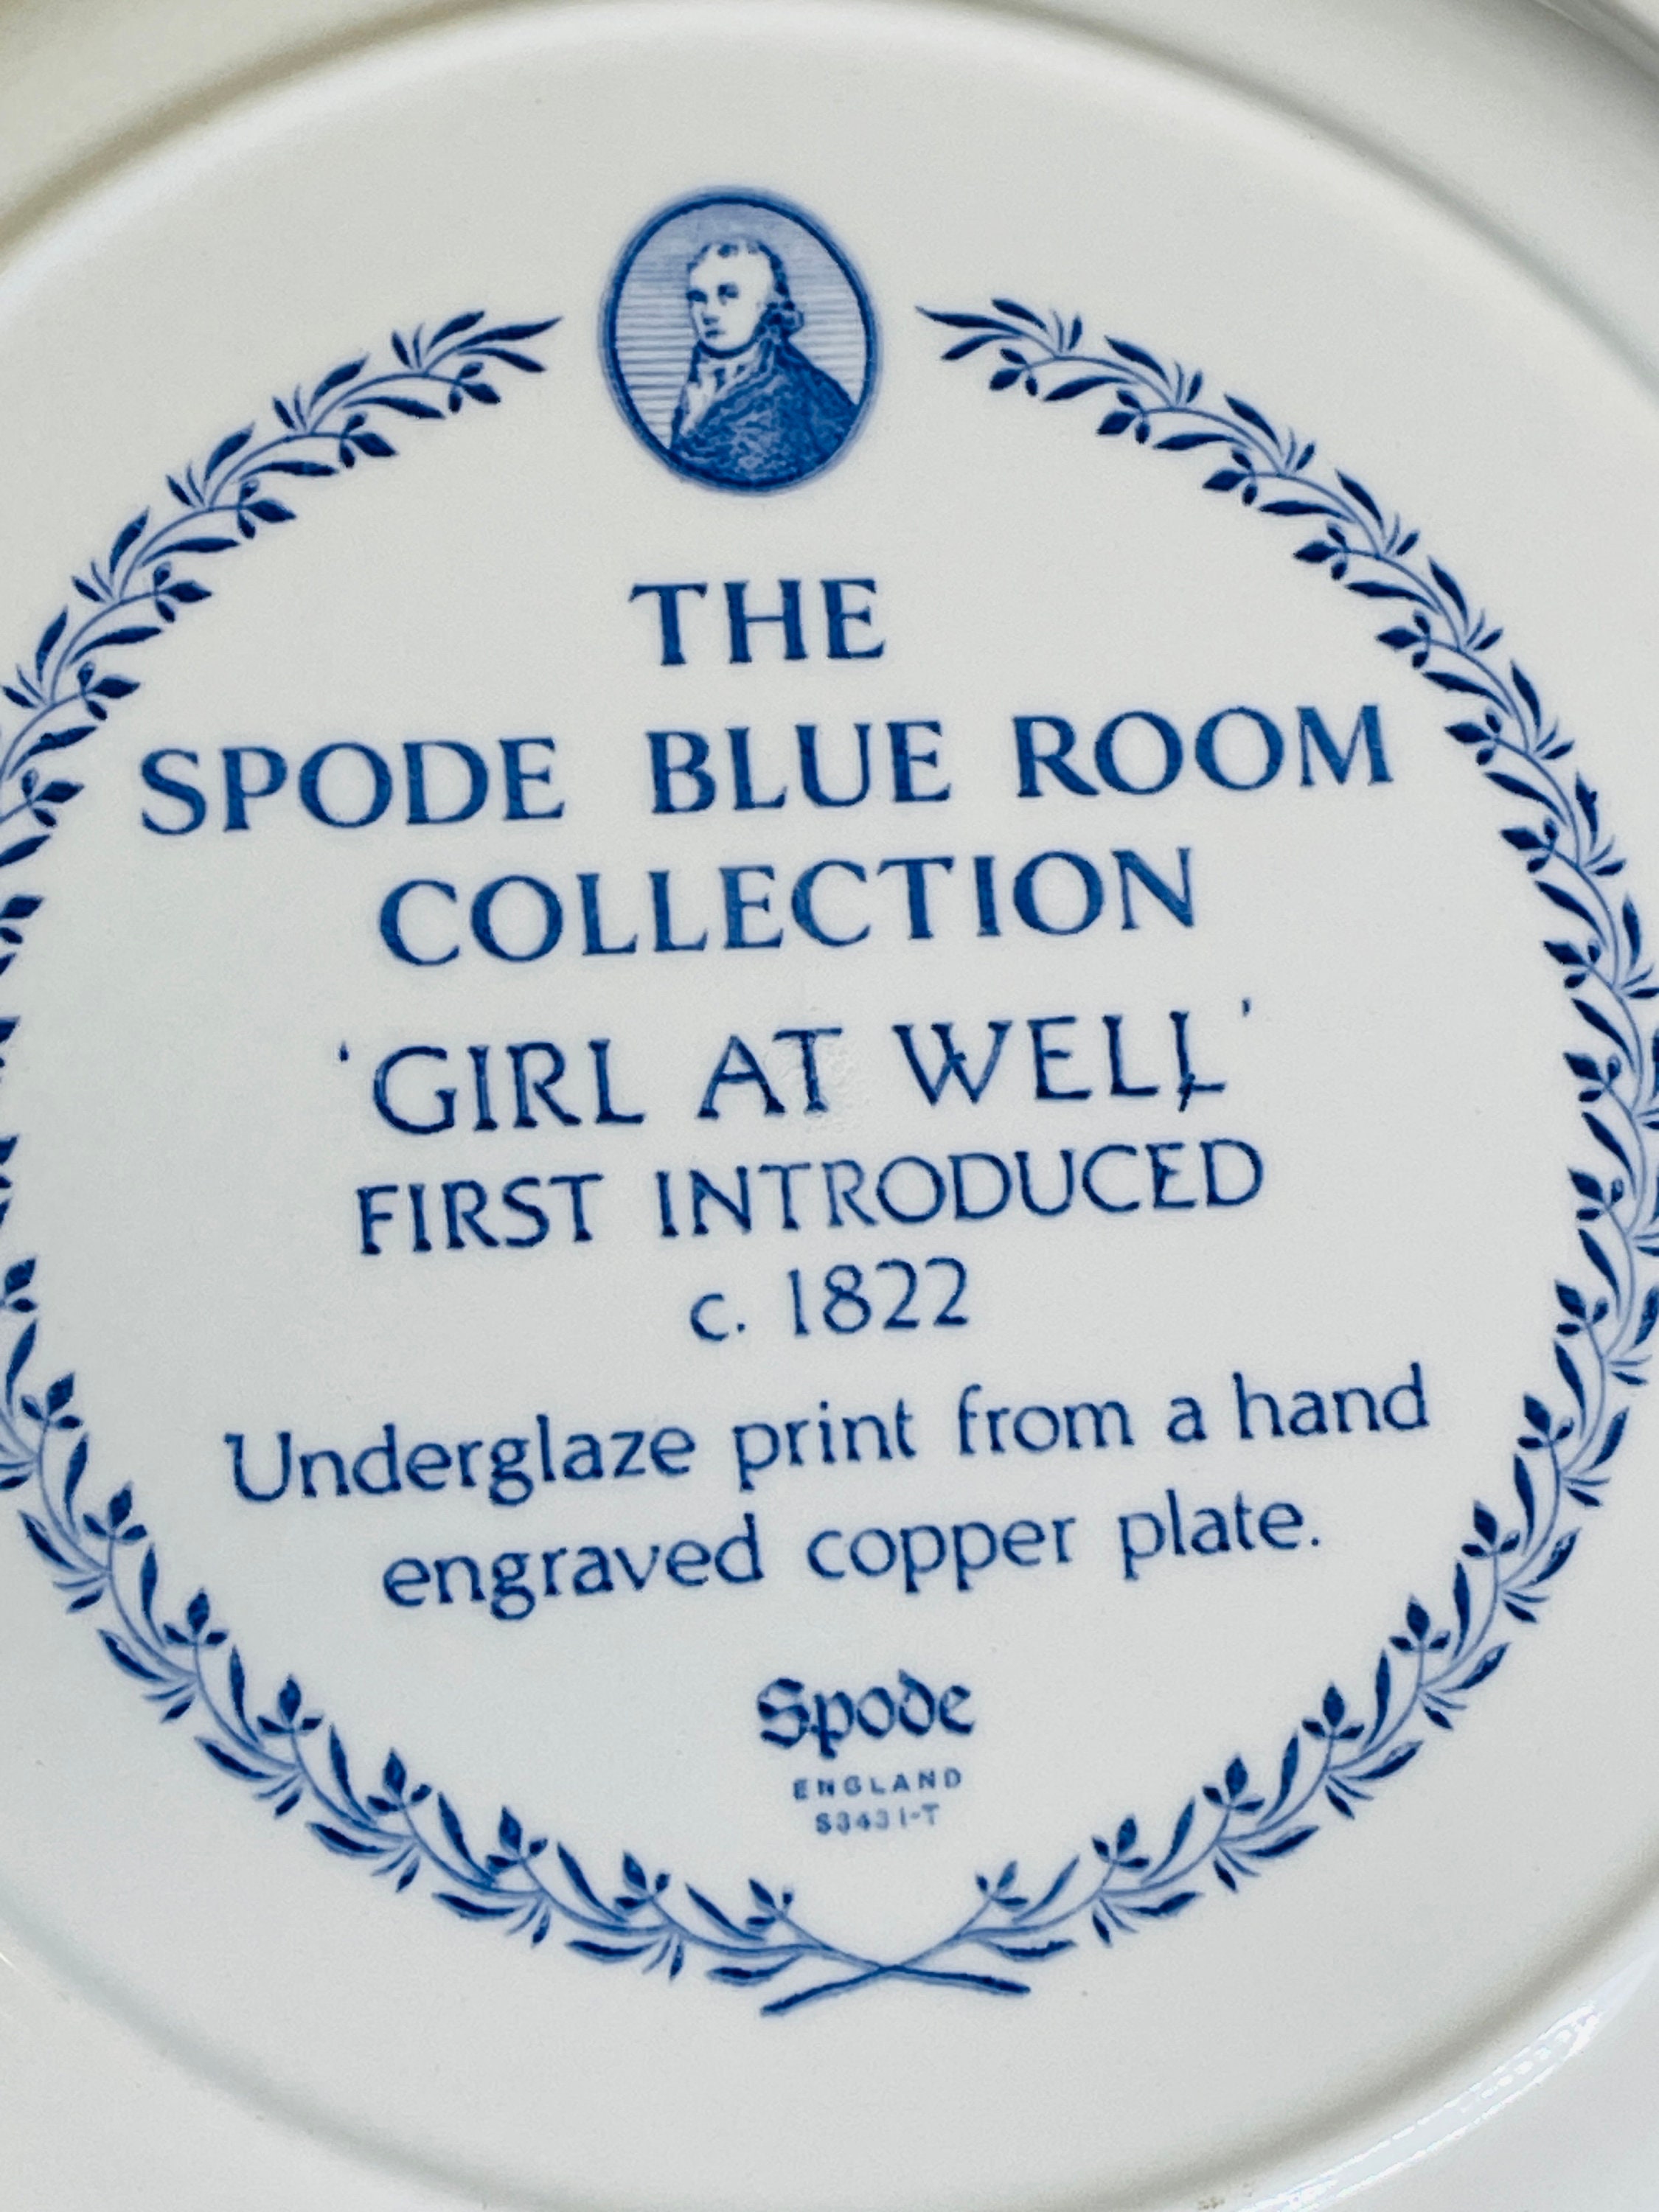 THE
SPODE BLUE ROOM
COLLECTION
'GIRL AT WELL'
FIRST INTRODUCED
c. 1822
Underglaze print from a hand
engraved copper plate.
Spode
ENGLAND
S3431-T